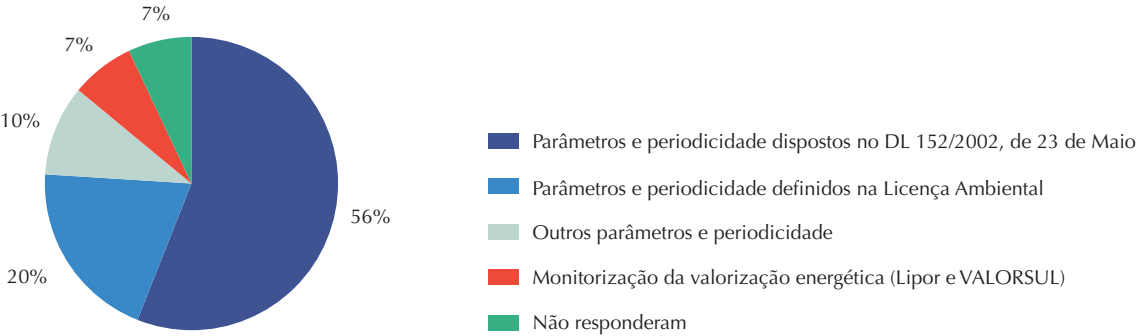 7%
7%
10%
56%
20%
Parâmetros e periodicidade dispostos no DL 152/2002, de 23 de Maio
Parâmetros e periodicidade definidos na Licença Ambiental
Outros parâmetros e periodicidade
Monitorização da valorização energética (Lipor e VALORSUL)
Não responderam